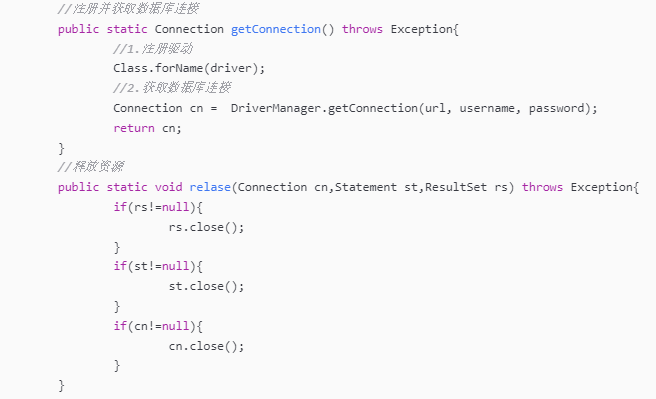 //注册并获取数据库连接
public static Connection getConnection() throws Exception{
//1.注册驱动
Class.forName(driver);
//2.获取数据库连接
Connection cn =  DriverManager.getConnection(url, username, password);
return cn;
}
//释放资源
public static void relase(Connection cn,Statement st,ResultSet rs) throws Exception{
if(rs!=null){
rs.close();
}
if(st!=null){
st.close();
}
if(cn!=null){
cn.close();
}
}